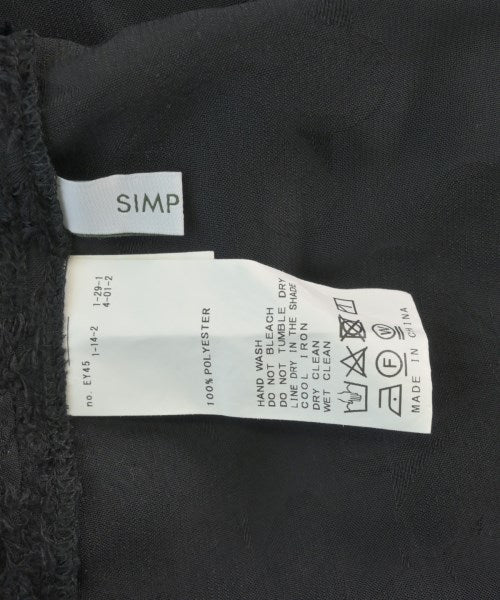 SIMP
no. EY45
1-14-2
1-29-1
4-01-2
100% POLYESTER
HAND WASH
DO NOT BLEACH
DO NOT TUMBLE DRY
LINE DRY IN THE SHADE
COOL IRON
DRY CLEAN
WET CLEAN
F
W
MADE IN CHINA